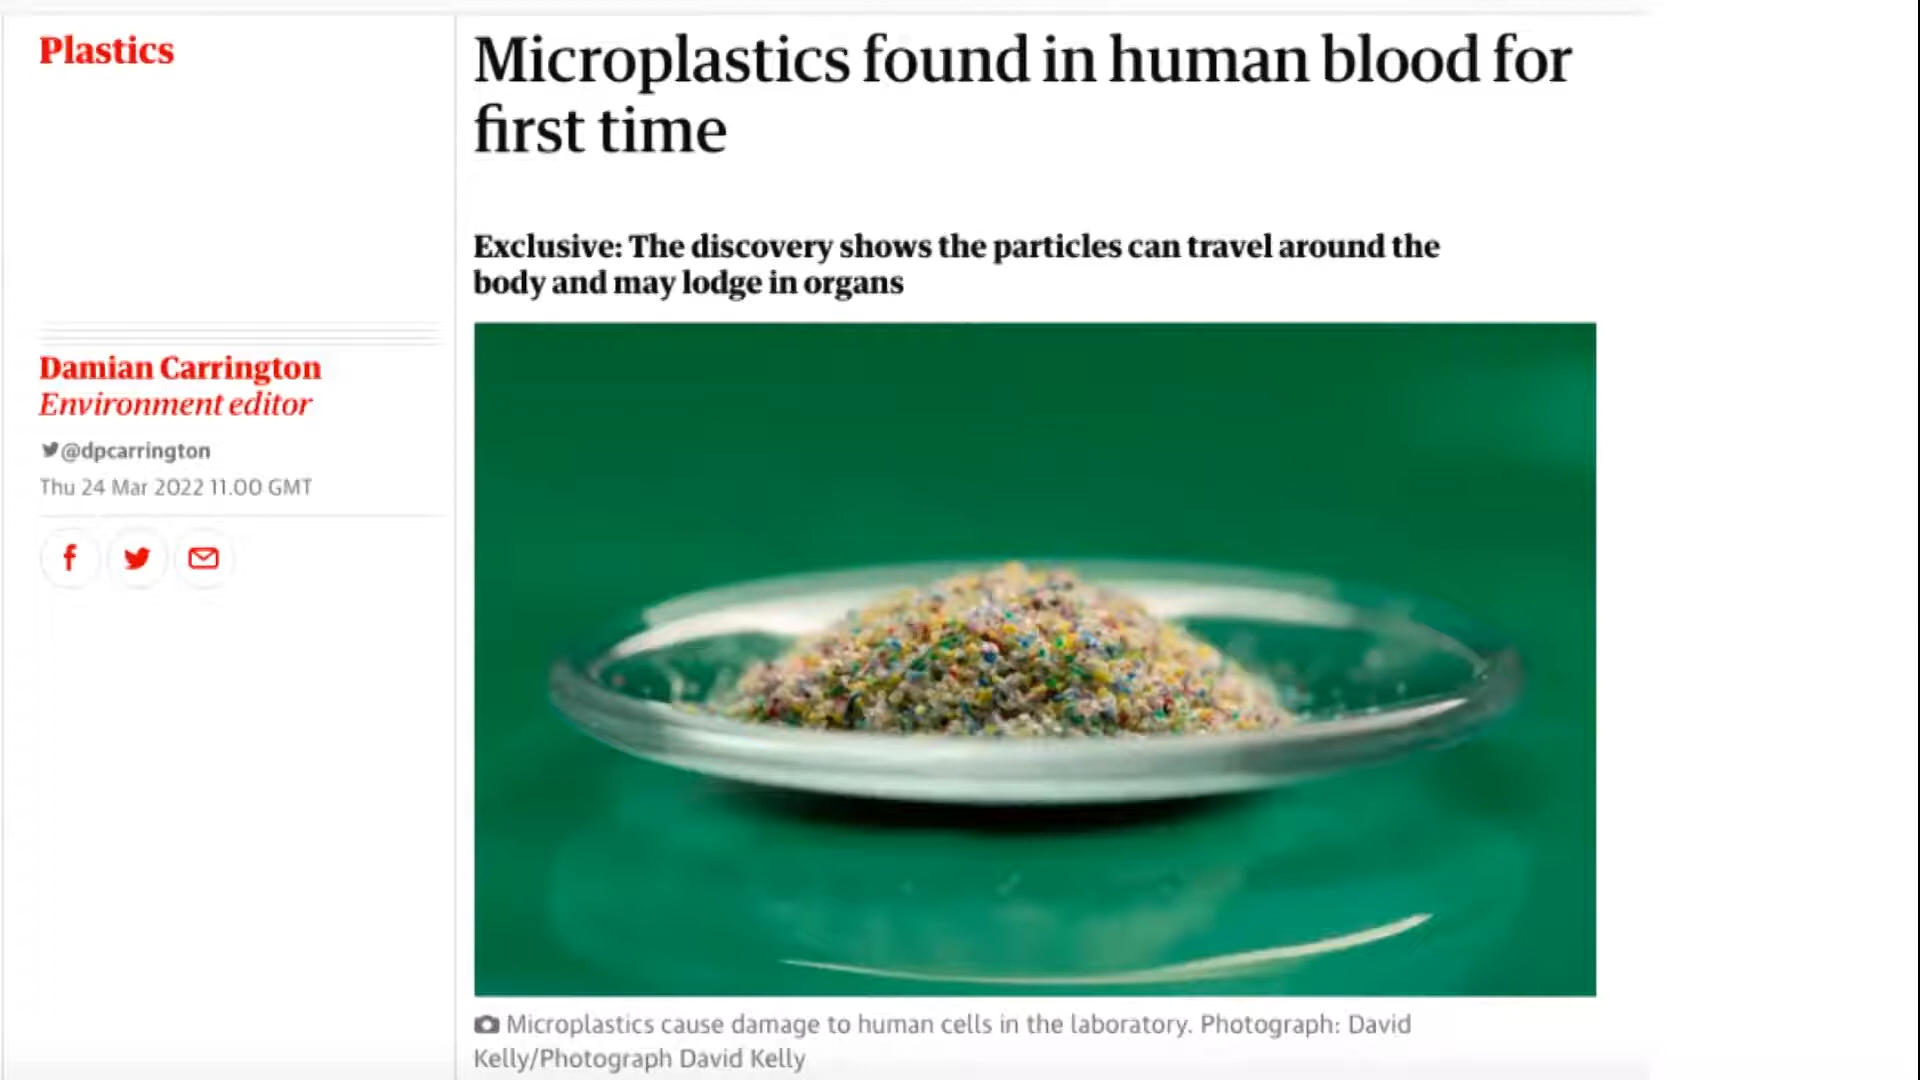 Plastics
Microplastics found in human blood for
first time
Exclusive: The discovery shows the particles can travel around the
body and may lodge in organs
Damian Carrington
Environment editor
@dpcarrington
Thu 24 Mar 2022 11.00 GMT
Microplastics cause damage to human cells in the laboratory. Photograph: David
Kelly/Photograph David Kelly